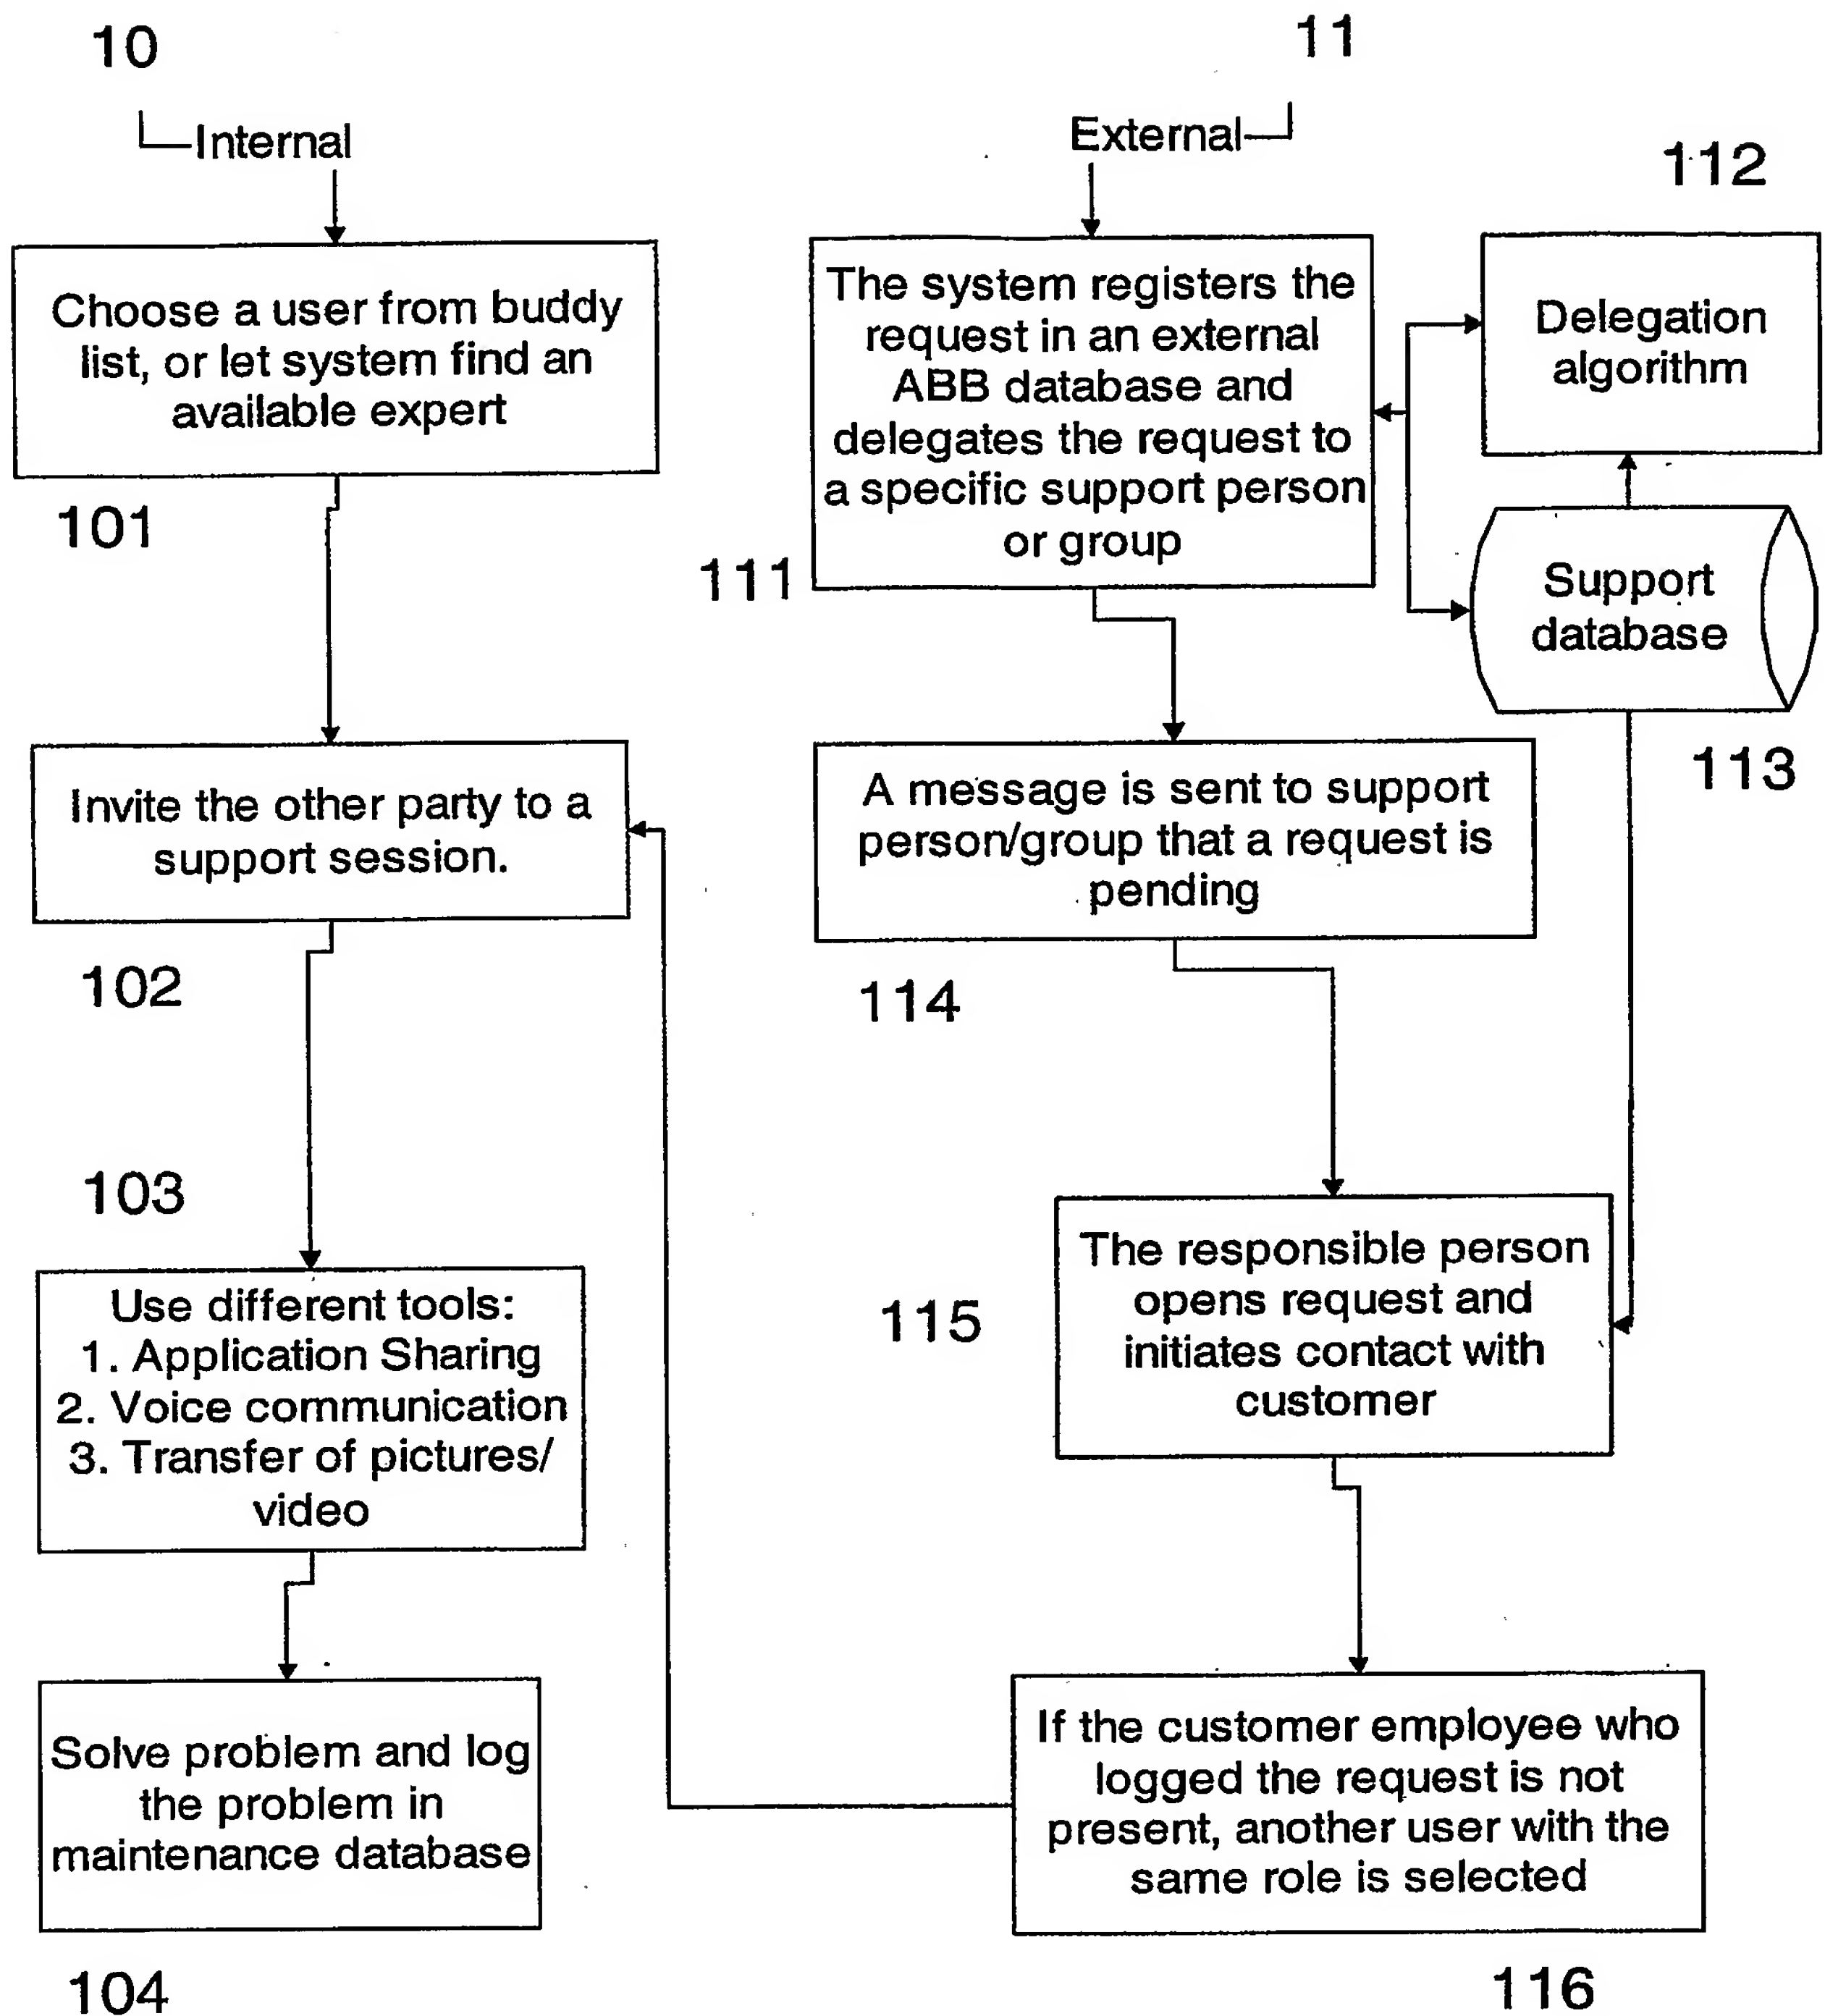 10
Internal
Choose a user from buddy
list, or let system find an
available expert
101
Invite the other party to a
support session.
102
103
Use different tools:
1. Application Sharing
2. Voice communication
3. Transfer of pictures/
video
Solve problem and log
the problem in
maintenance database
104
11
External
The system registers the
request in an external
ABB database and
delegates the request to
a specific support person
or group
111
112
Delegation
algorithm
Support
database
113
A message is sent to support
person/group that a request is
pending
114
The responsible person
opens request and
initiates contact with
customer
115
If the customer employee who
logged the request is not
present, another user with the
same role is selected
116